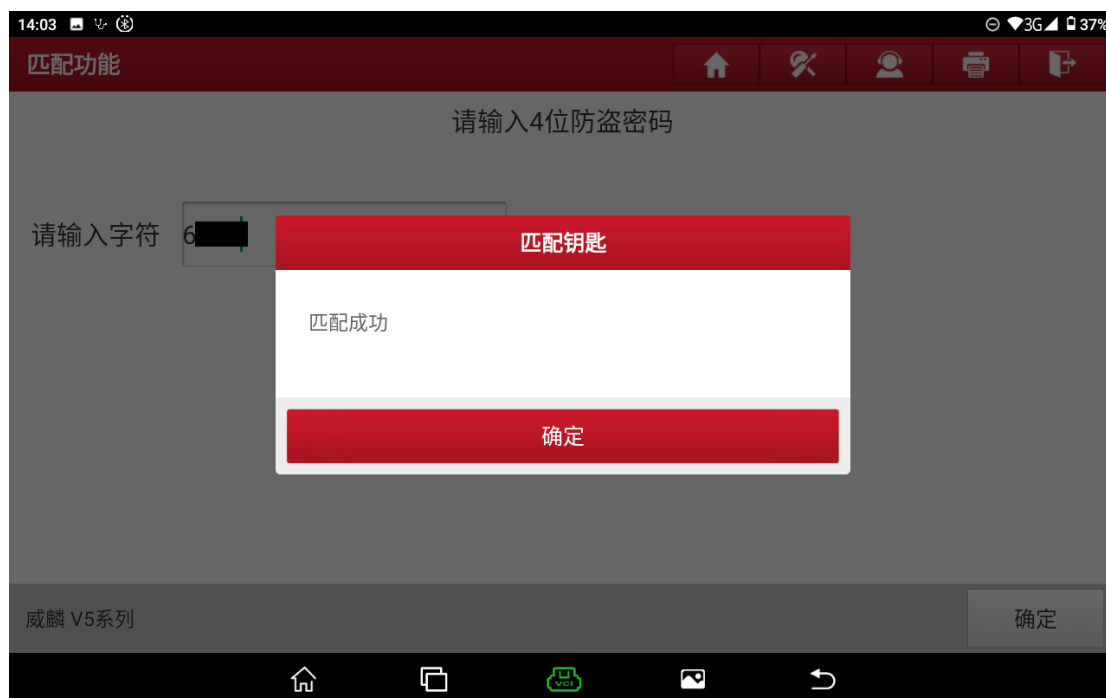 14:03 3G 37%
匹配功能
请输入4位防盗密码
请输入字符 6
匹配钥匙
匹配成功
确定
威麟 V5系列 确定
VCI